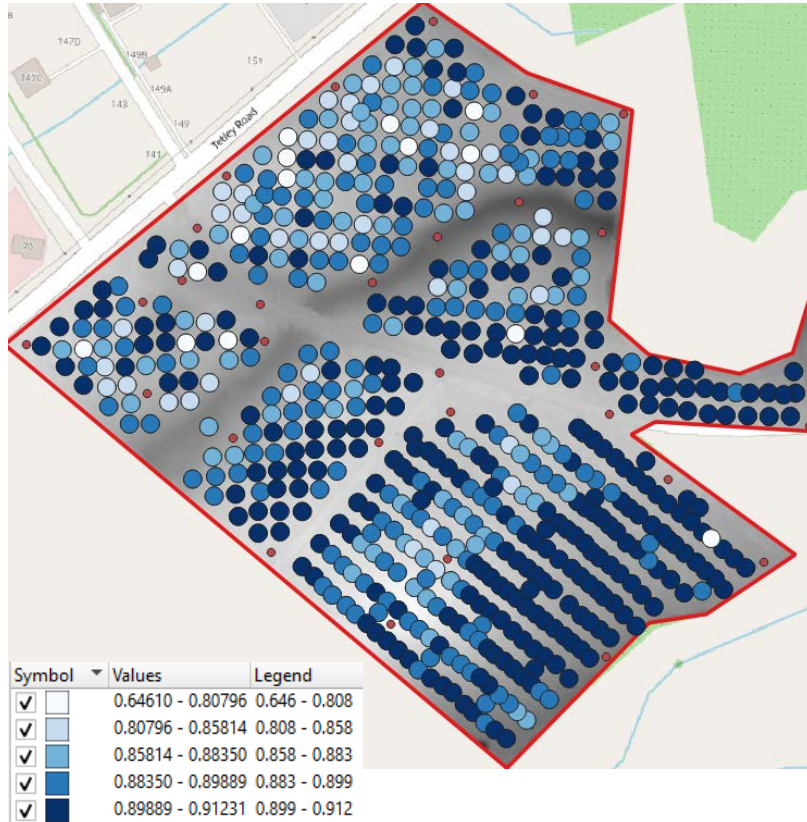 147D
149B
151
147C
149A
143
149
Tetley Road
141
70
Symbol Values Legend
0.64610 - 0.80796 0.646 - 0.808
0.80796 - 0.85814 0.808 - 0.858
0.85814 - 0.88350 0.858 - 0.883
0.88350 - 0.89889 0.883 - 0.899
0.89889 - 0.91231 0.899 - 0.912